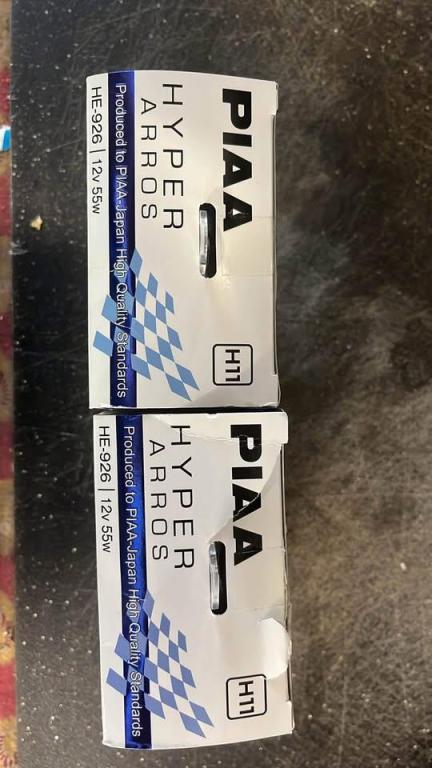 PIAA
HYPER
ARROS
H11
Produced to PIAA-Japan High Quality Standards
HE-926 | 12v 55w
PIAA
HYPER
ARROS
H11
Produced to PIAA-Japan High Quality Standards
HE-926 | 12v 55w